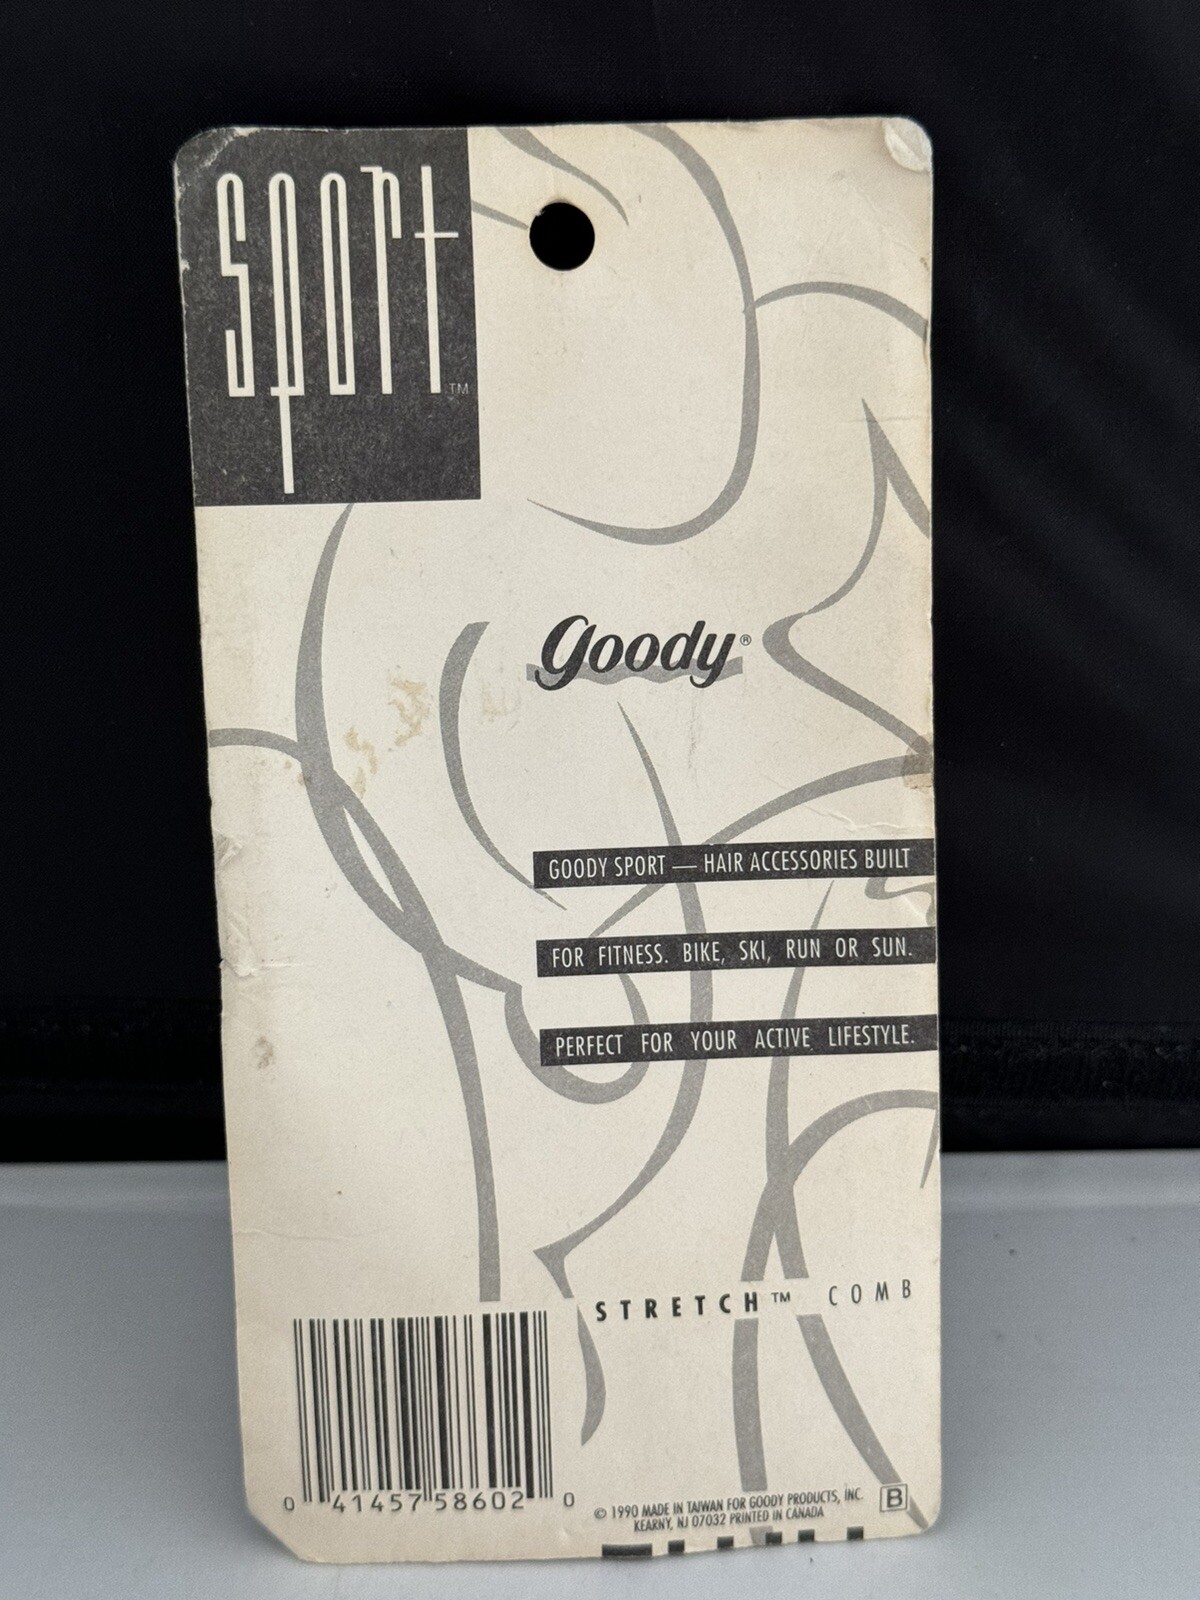 sport™
goody®
GOODY SPORT — HAIR ACCESSORIES BUILT
FOR FITNESS. BIKE, SKI, RUN OR SUN.
PERFECT FOR YOUR ACTIVE LIFESTYLE.
STRETCH™ COMB
0 41457 58602 0
© 1990 MADE IN TAIWAN FOR GOODY PRODUCTS, INC.
KEARNY, NJ 07032 PRINTED IN CANADA
B